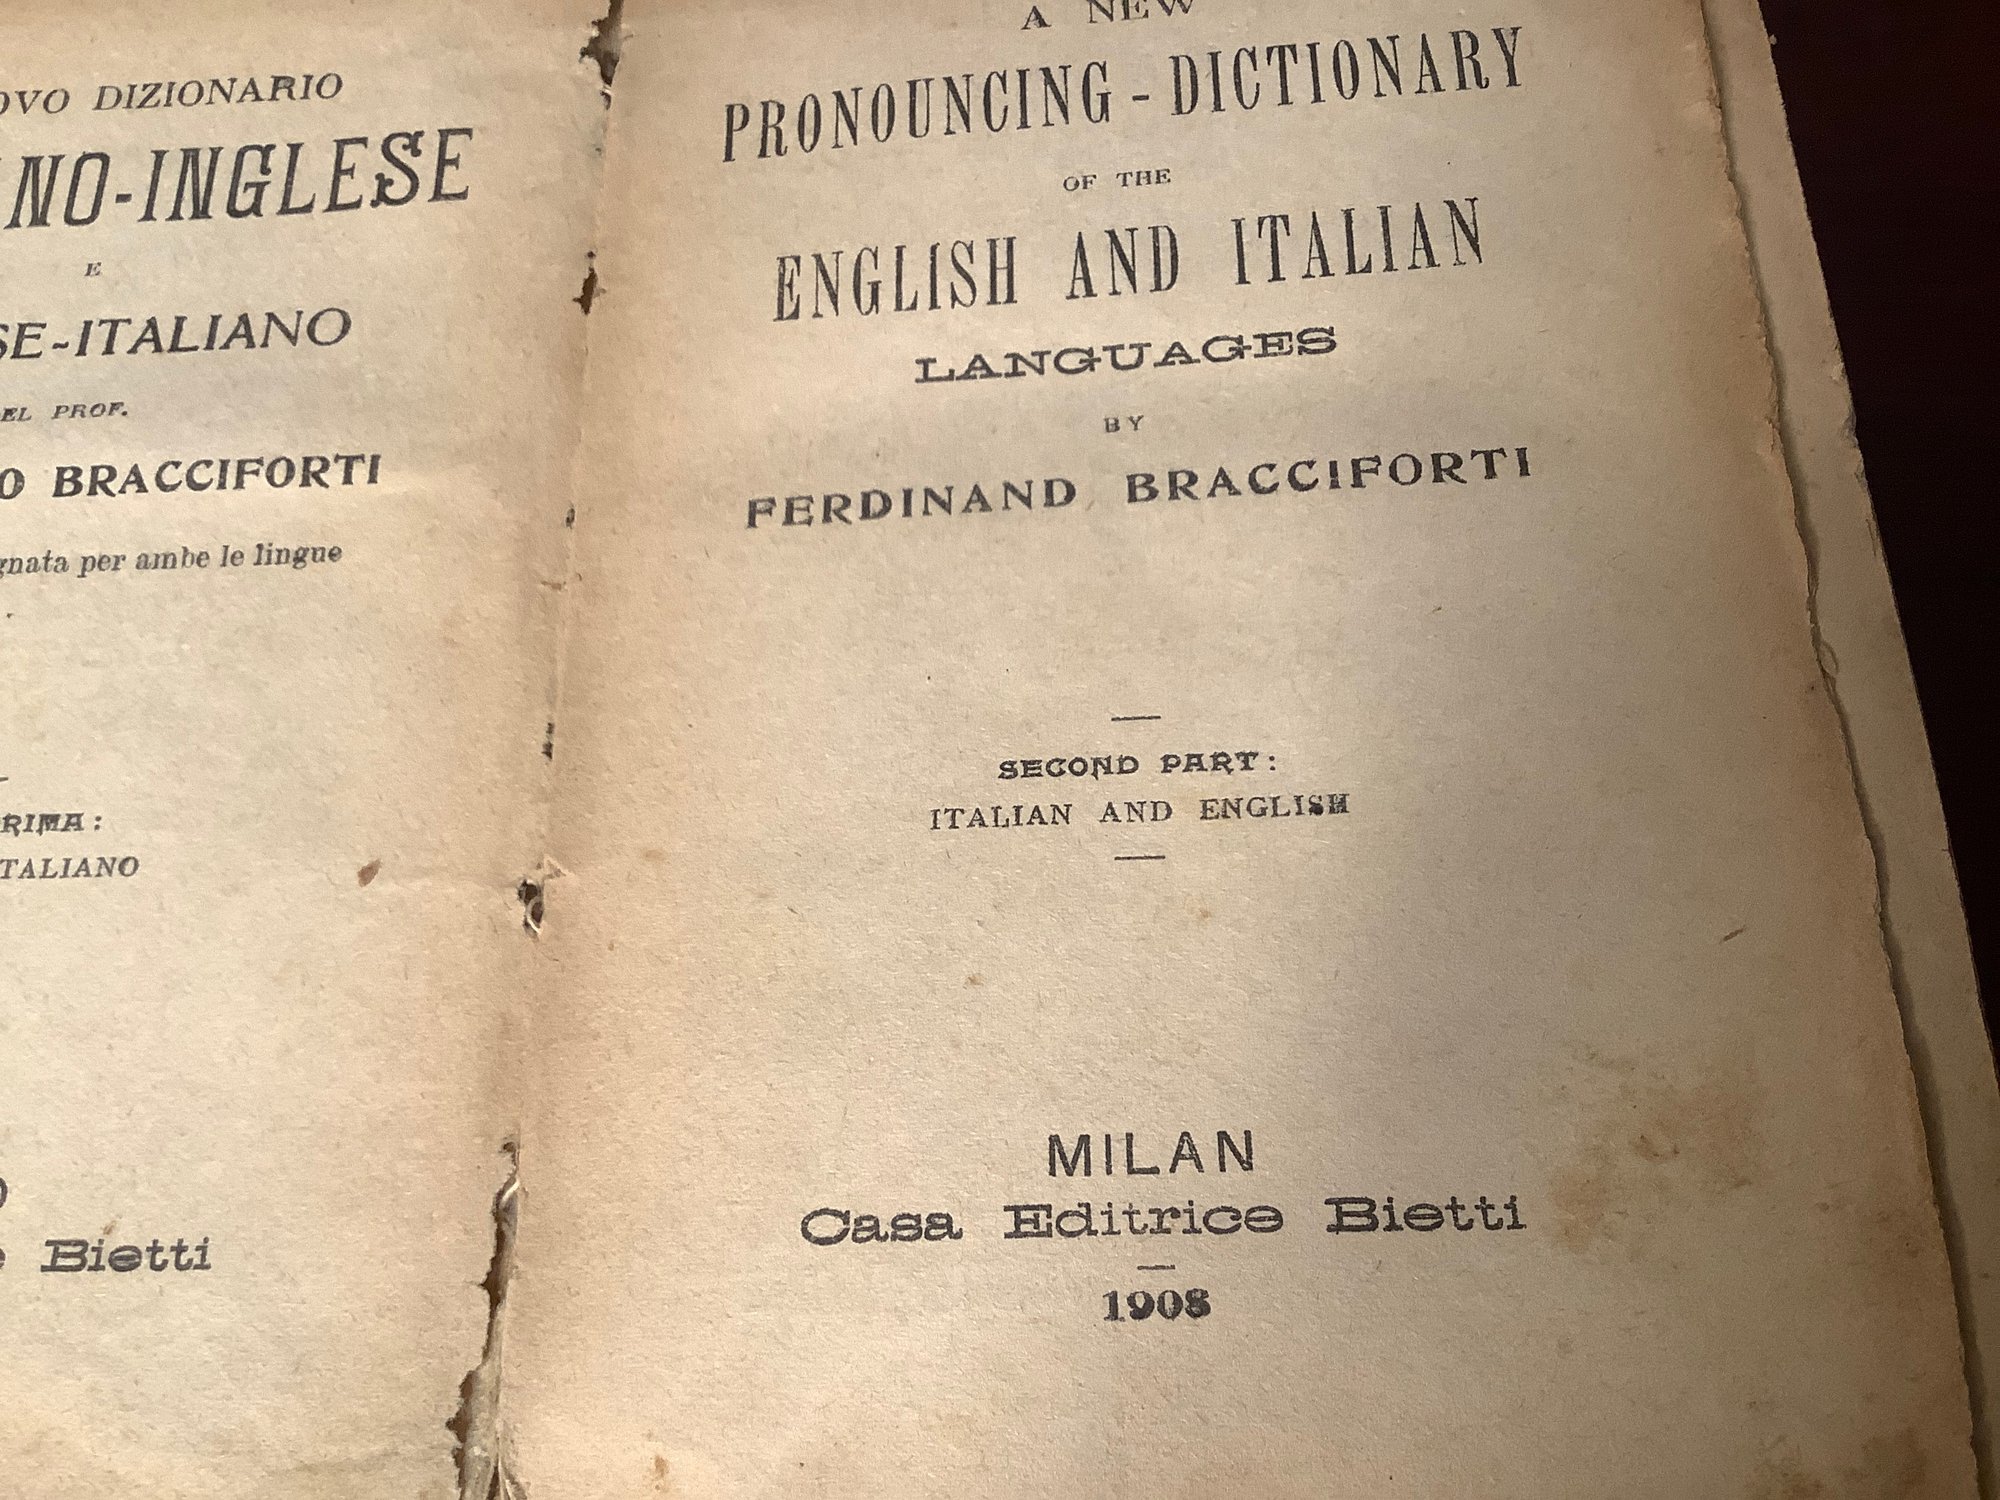 OVO DIZIONARIO
NO-INGLESE
E
SE-ITALIANO
EL PROF.
O BRACCIFORTI
gnata per ambe le lingue
RIMA:
TALIANO
O
e Bietti
A NEW
PRONOUNCING-DICTIONARY
OF THE
ENGLISH AND ITALIAN
LANGUAGES
BY
FERDINAND BRACCIFORTI
SECOND PART:
ITALIAN AND ENGLISH
MILAN
Casa Editrice Bietti
1908